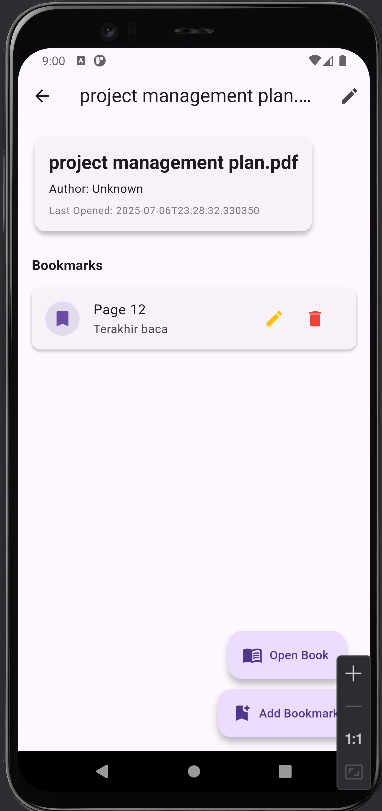 9:00
project management plan....
project management plan.pdf
Author: Unknown
Last Opened: 2025-07-06T23:28:32.330350
Bookmarks
Page 12
Terakhir baca
Open Book
Add Bookmark
1:1